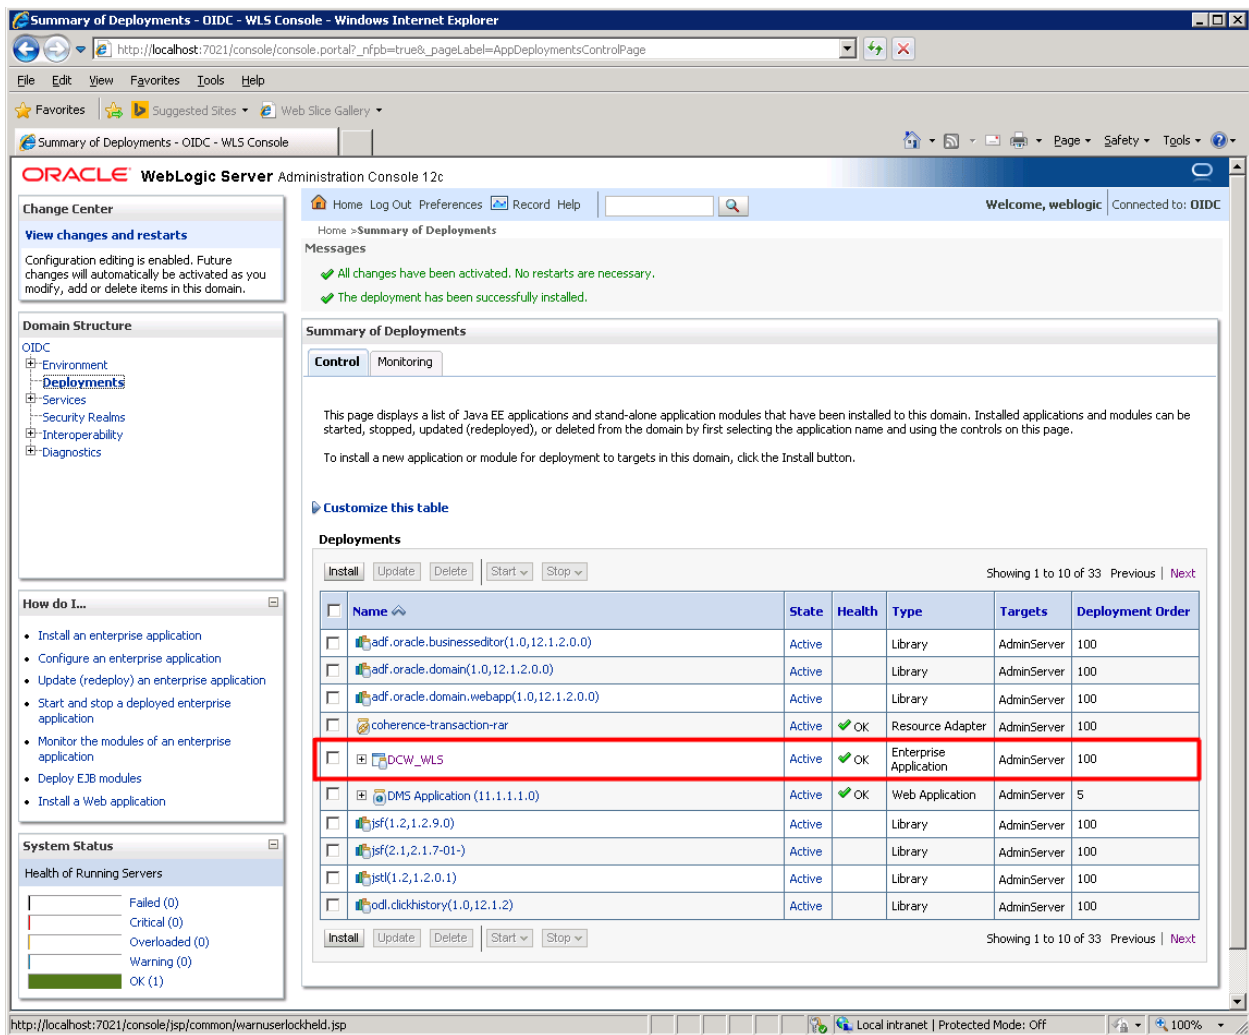 Summary of Deployments - OIDC - WLS Console - Windows Internet Explorer
http://localhost:7021/console/console.portal?_nfpb=true&_pageLabel=AppDeploymentsControlPage
File Edit View Favorites Tools Help
Favorites Suggested Sites Web Slice Gallery
Summary of Deployments - OIDC - WLS Console
Page Safety Tools
ORACLE WebLogic Server Administration Console 12c
Change Center
View changes and restarts
Configuration editing is enabled. Future
changes will automatically be activated as you
modify, add or delete items in this domain.
Domain Structure
OIDC
Environment
Deployments
Services
Security Realms
Interoperability
Diagnostics
How do I...
Install an enterprise application
Configure an enterprise application
Update (redeploy) an enterprise application
Start and stop a deployed enterprise
application
Monitor the modules of an enterprise
application
Deploy EJB modules
Install a Web application
System Status
Health of Running Servers
Failed (0)
Critical (0)
Overloaded (0)
Warning (0)
OK (1)
Home Log Out Preferences Record Help
Welcome, weblogic Connected to: OIDC
Home >Summary of Deployments
Messages
All changes have been activated. No restarts are necessary.
The deployment has been successfully installed.
Summary of Deployments
Control Monitoring
This page displays a list of Java EE applications and stand-alone application modules that have been installed to this domain. Installed applications and modules can be
started, stopped, updated (redeployed), or deleted from the domain by first selecting the application name and using the controls on this page.
To install a new application or module for deployment to targets in this domain, click the Install button.
Customize this table
Deployments
Install Update Delete Start Stop Showing 1 to 10 of 33 Previous | Next
Name State Health Type Targets Deployment Order
adf.oracle.businesseditor(1.0,12.1.2.0.0) Active Library AdminServer 100
adf.oracle.domain(1.0,12.1.2.0.0) Active Library AdminServer 100
adf.oracle.domain.webapp(1.0,12.1.2.0.0) Active Library AdminServer 100
coherence-transaction-rar Active OK Resource Adapter AdminServer 100
DCW_WLS Active OK Enterprise Application AdminServer 100
DMS Application (11.1.1.1.0) Active OK Web Application AdminServer 5
jsf(1.2,1.2.9.0) Active Library AdminServer 100
jsf(2.1,2.1.7-01-) Active Library AdminServer 100
jstl(1.2,1.2.0.1) Active Library AdminServer 100
odl.clickhistory(1.0,12.1.2) Active Library AdminServer 100
Install Update Delete Start Stop Showing 1 to 10 of 33 Previous | Next
http://localhost:7021/console/jsp/common/warnuserlockheld.jsp
Local intranet | Protected Mode: Off
100%